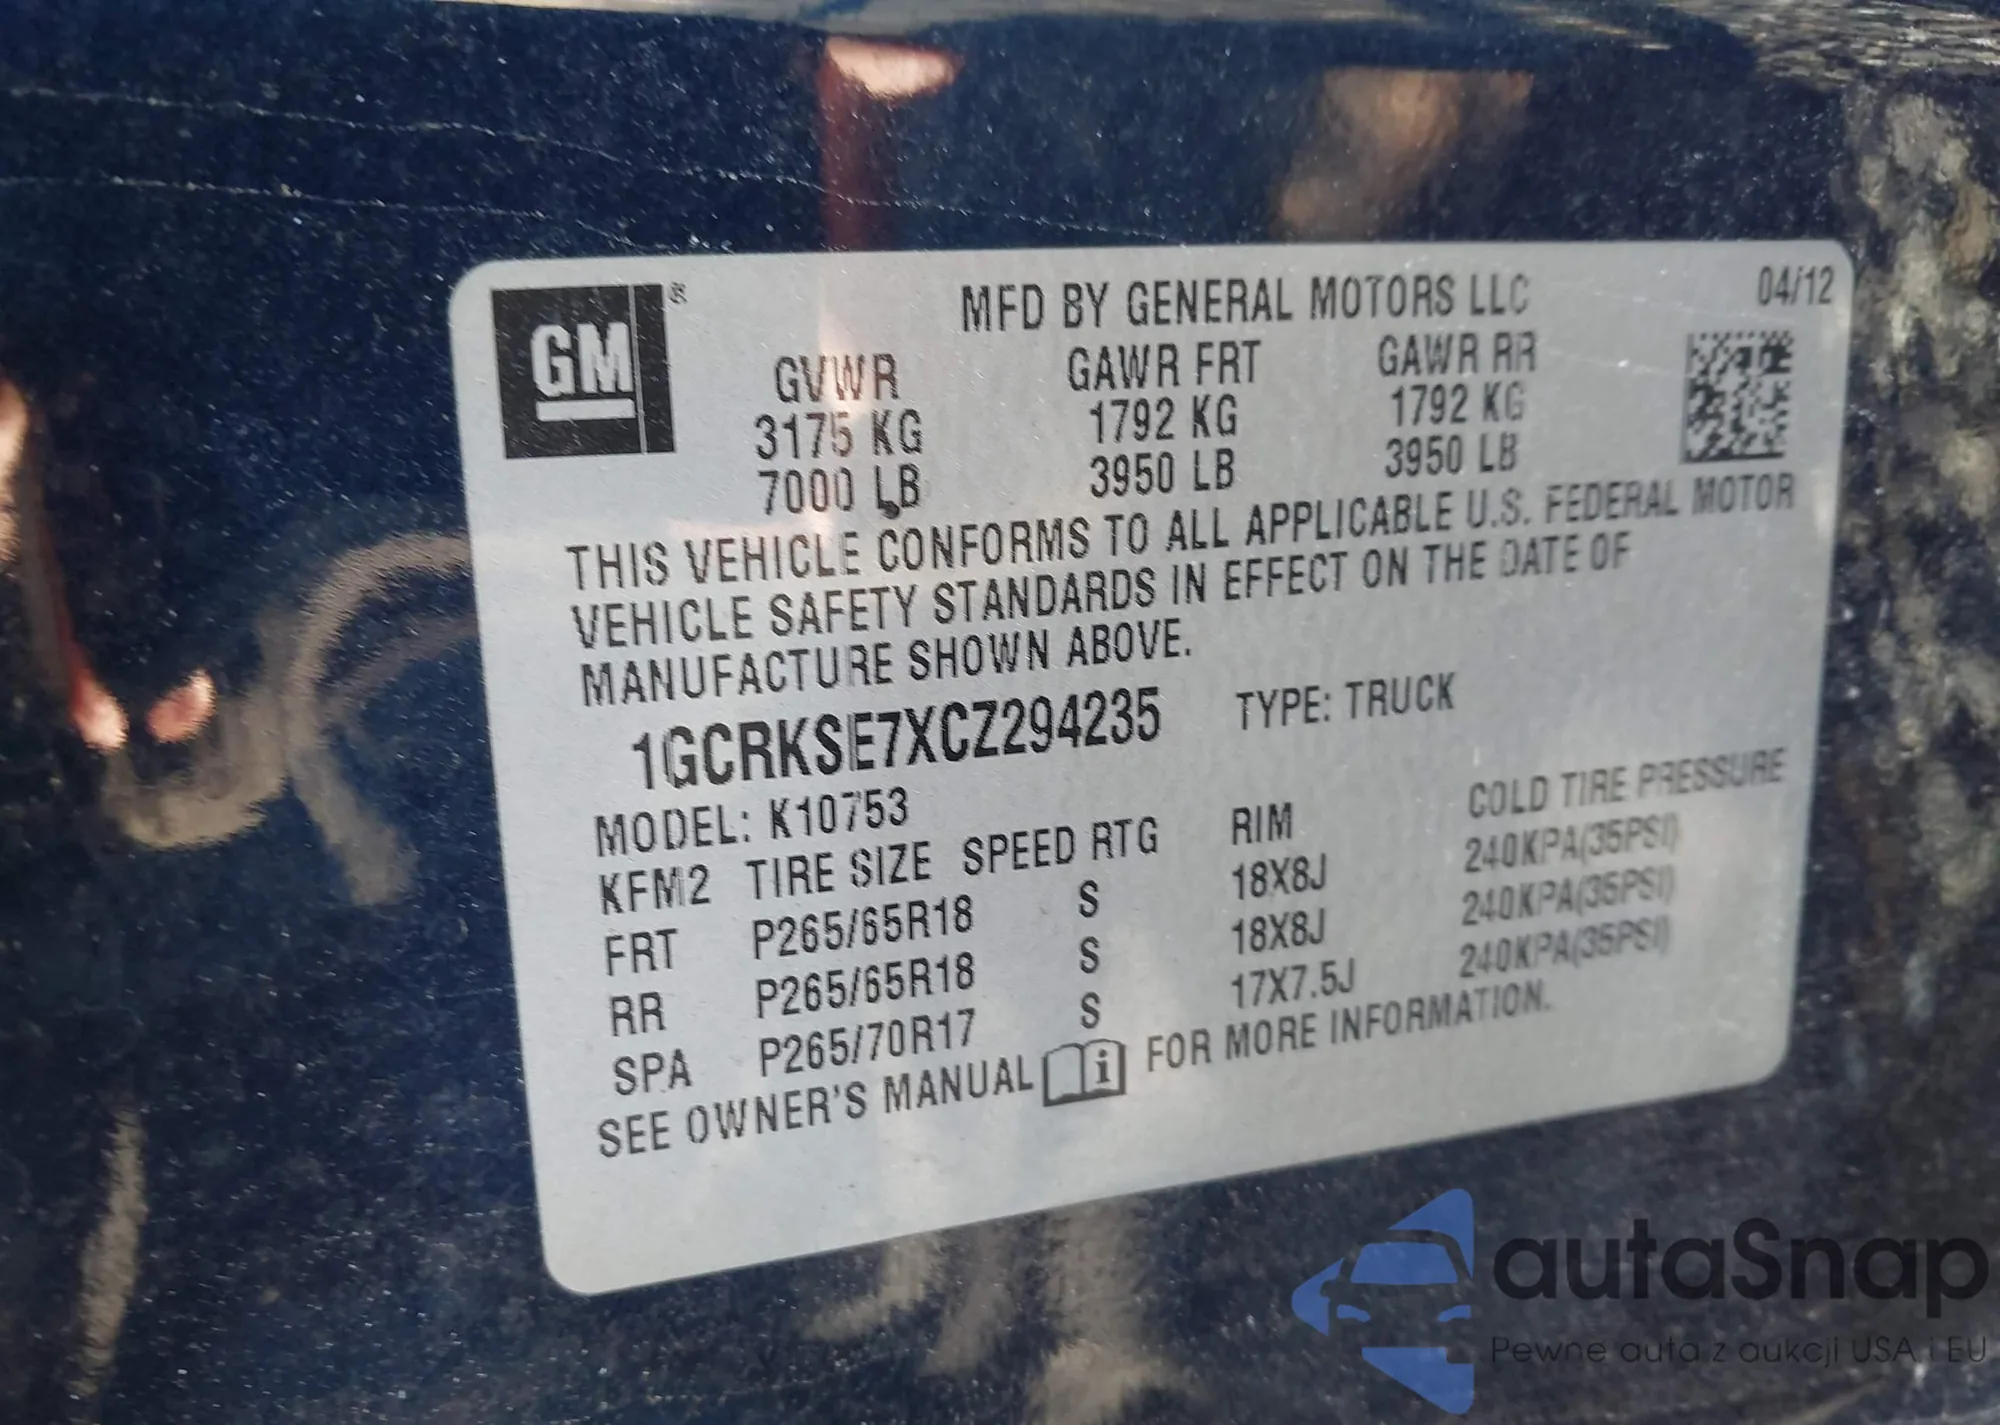 GM ®
MFD BY GENERAL MOTORS LLC 04/12
GVWR GAWR FRT GAWR RR
3175 KG 1792 KG 1792 KG
7000 LB 3950 LB 3950 LB
THIS VEHICLE CONFORMS TO ALL APPLICABLE U.S. FEDERAL MOTOR
VEHICLE SAFETY STANDARDS IN EFFECT ON THE DATE OF
MANUFACTURE SHOWN ABOVE.
1GCRKSE7XCZ294235 TYPE: TRUCK
MODEL: K10753
KFM2 TIRE SIZE SPEED RTG RIM COLD TIRE PRESSURE
FRT P265/65R18 S 18X8J 240KPA(35PSI)
RR P265/65R18 S 18X8J 240KPA(35PSI)
SPA P265/70R17 S 17X7.5J 240KPA(35PSI)
SEE OWNER'S MANUAL i FOR MORE INFORMATION.
autaSnap
Pewne auta z aukcji USA i EU